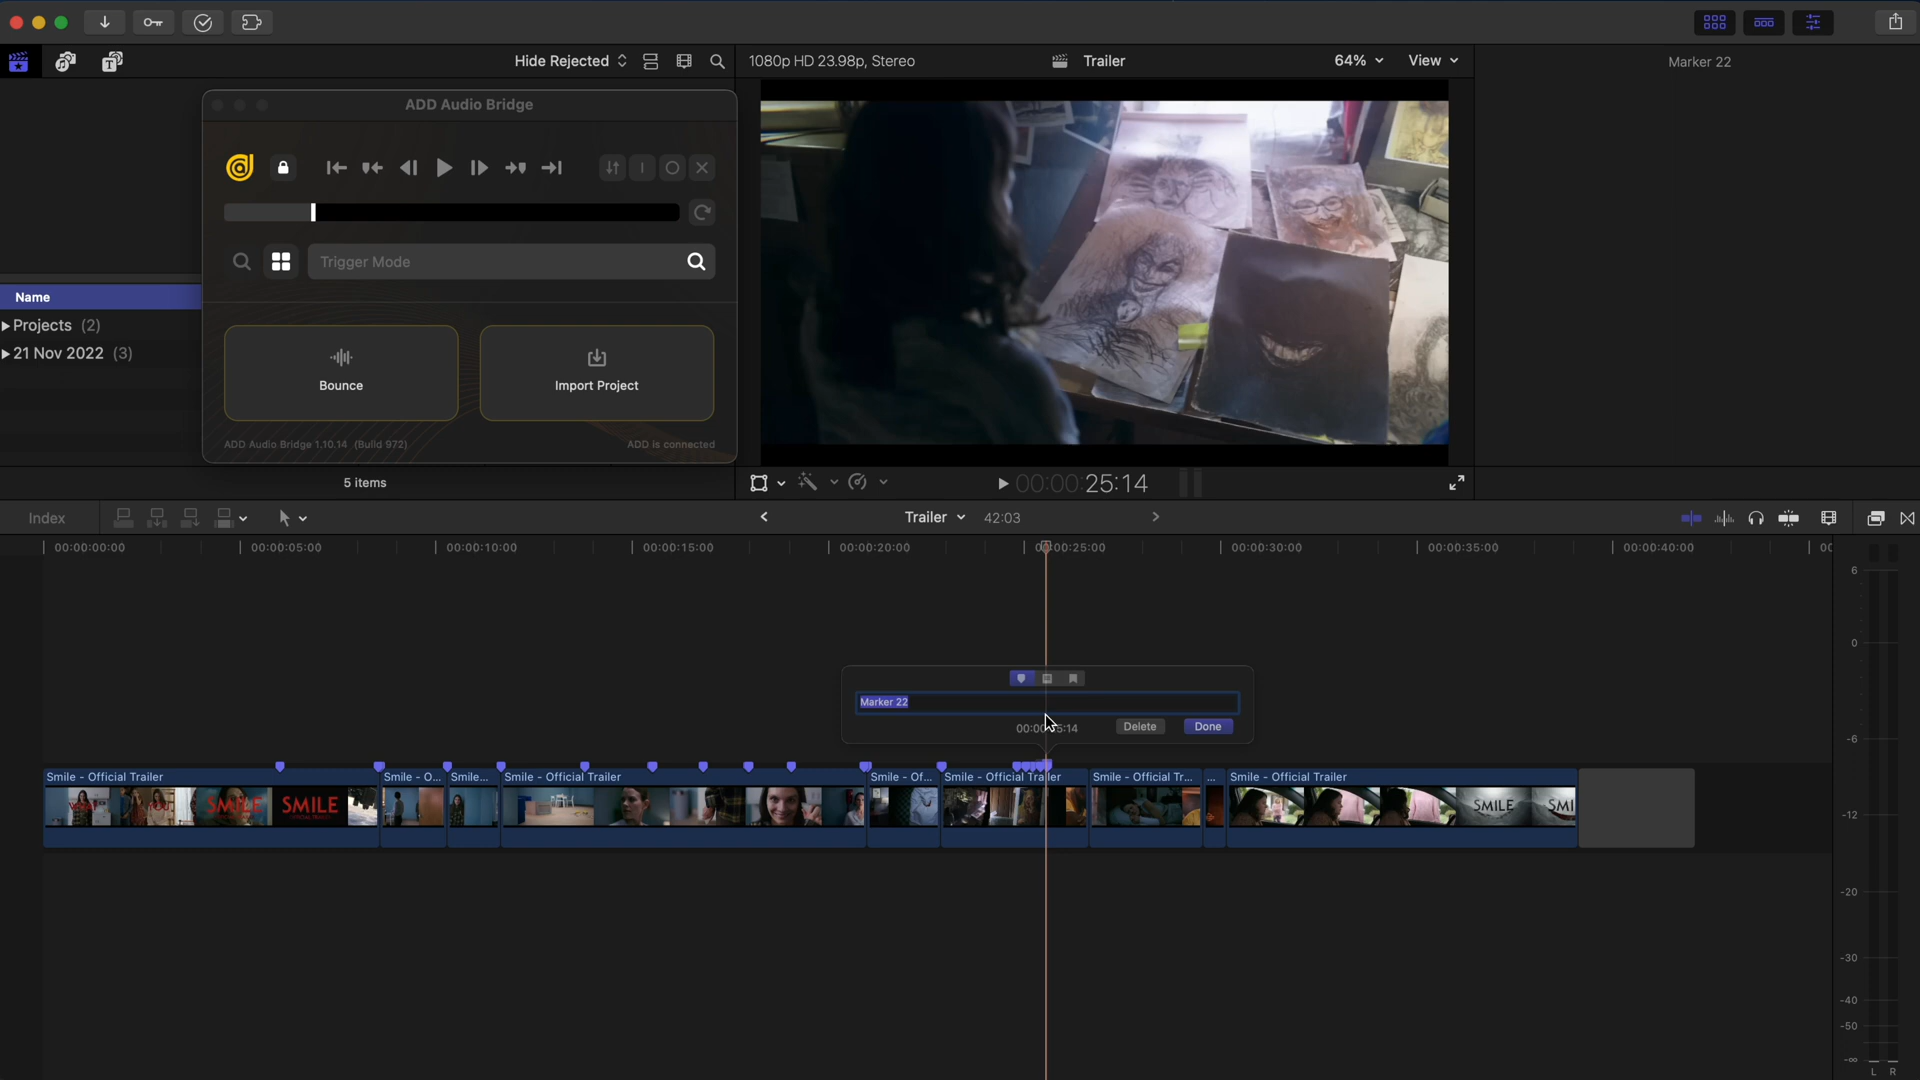 Hide Rejected
1080p HD 23.98p, Stereo
Trailer
64%
View
Marker 22
ADD Audio Bridge
Trigger Mode
Name
Projects (2)
21 Nov 2022 (3)
Bounce
Import Project
ADD Audio Bridge 1.10.14 (Build 972)
ADD is connected
5 items
00:00:00:25:14
Index
Trailer
42:03
00:00:00:00
00:00:05:00
00:00:10:00
00:00:15:00
00:00:20:00
00:00:25:00
00:00:30:00
00:00:35:00
00:00:40:00
6
0
-6
-12
-20
-30
-40
-50
-∞
L R
Marker 22
Delete
Done
Smile - Official Trailer
Smile - O...
Smile...
Smile - Official Trailer
Smile - Of...
Smile - Official Trailer
Smile - Official Tr...
...
Smile - Official Trailer
SMILE
SMILE
SMILE
SMI